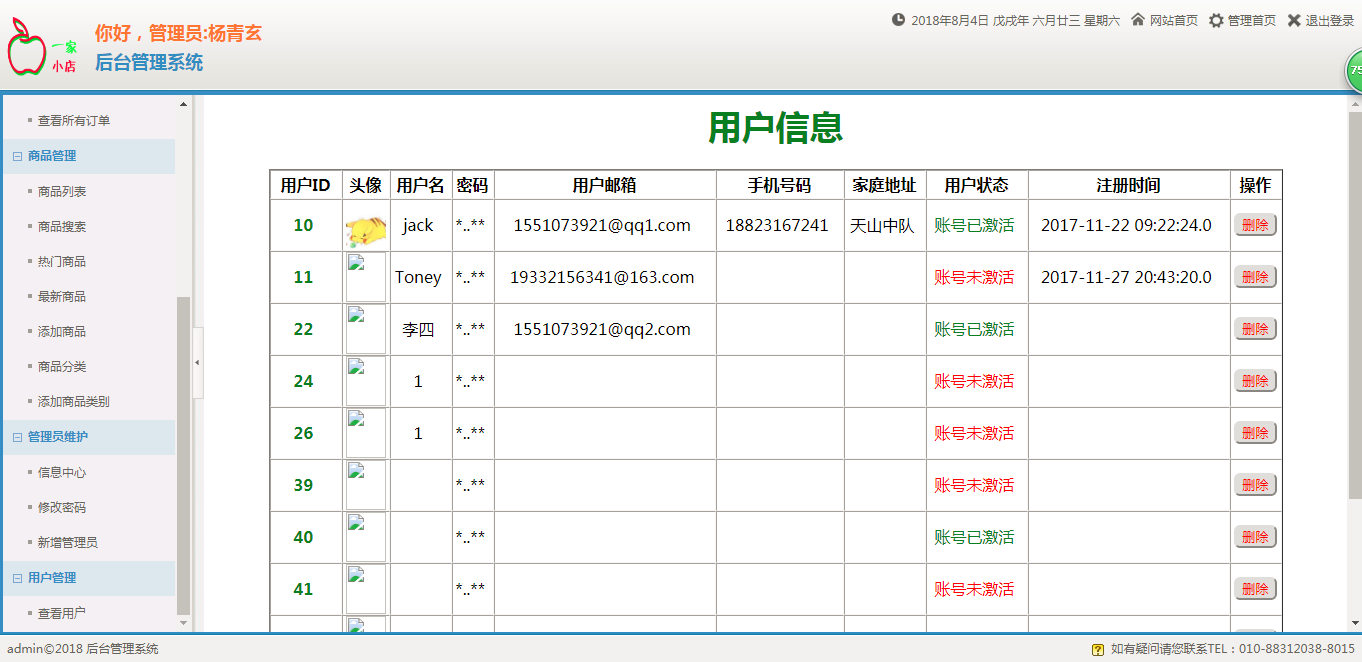 一家
小店
你好，管理员:杨青玄
后台管理系统
2018年8月4日 戊戌年 六月廿三 星期六 网站首页 管理首页 退出登录
75
查看所有订单
商品管理
商品列表
商品搜索
热门商品
最新商品
添加商品
商品分类
添加商品类别
管理员维护
信息中心
修改密码
新增管理员
用户管理
查看用户
用户信息
用户ID 头像 用户名 密码 用户邮箱 手机号码 家庭地址 用户状态 注册时间 操作
10 jack *..** 1551073921@qq1.com 18823167241 天山中队 账号已激活 2017-11-22 09:22:24.0 删除
11 Toney *..** 19332156341@163.com 账号未激活 2017-11-27 20:43:20.0 删除
22 李四 *..** 1551073921@qq2.com 账号已激活 删除
24 1 *..** 账号未激活 删除
26 1 *..** 账号未激活 删除
39 *..** 账号未激活 删除
40 *..** 账号已激活 删除
41 *..** 账号未激活 删除
admin©2018 后台管理系统
如有疑问请您联系TEL：010-88312038-8015